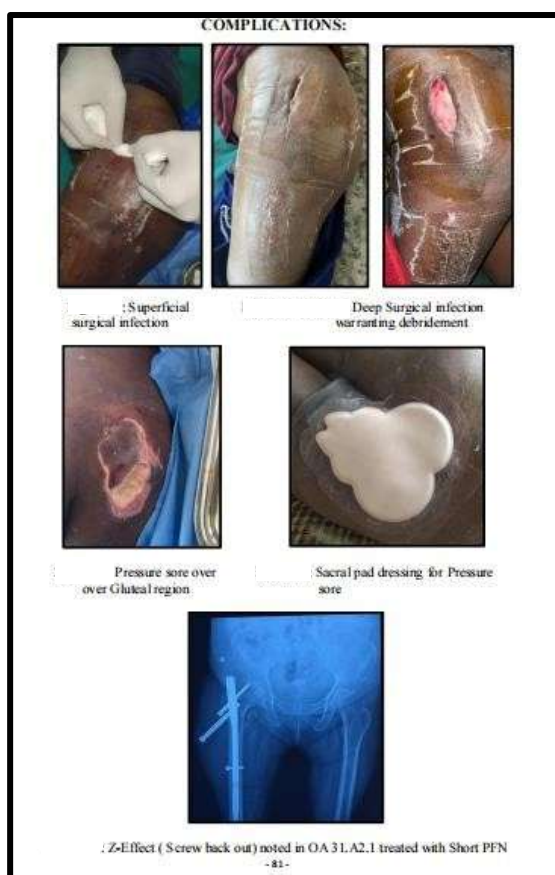 COMPLICATIONS:
: Superficial
surgical infection
Deep Surgical infection
warranting debridement
Pressure sore over
over Gluteal region
Sacral pad dressing for Pressure
sore
: Z-Effect ( Screw back out) noted in OA 31.A2.1 treated with Short PFN
- 81 -